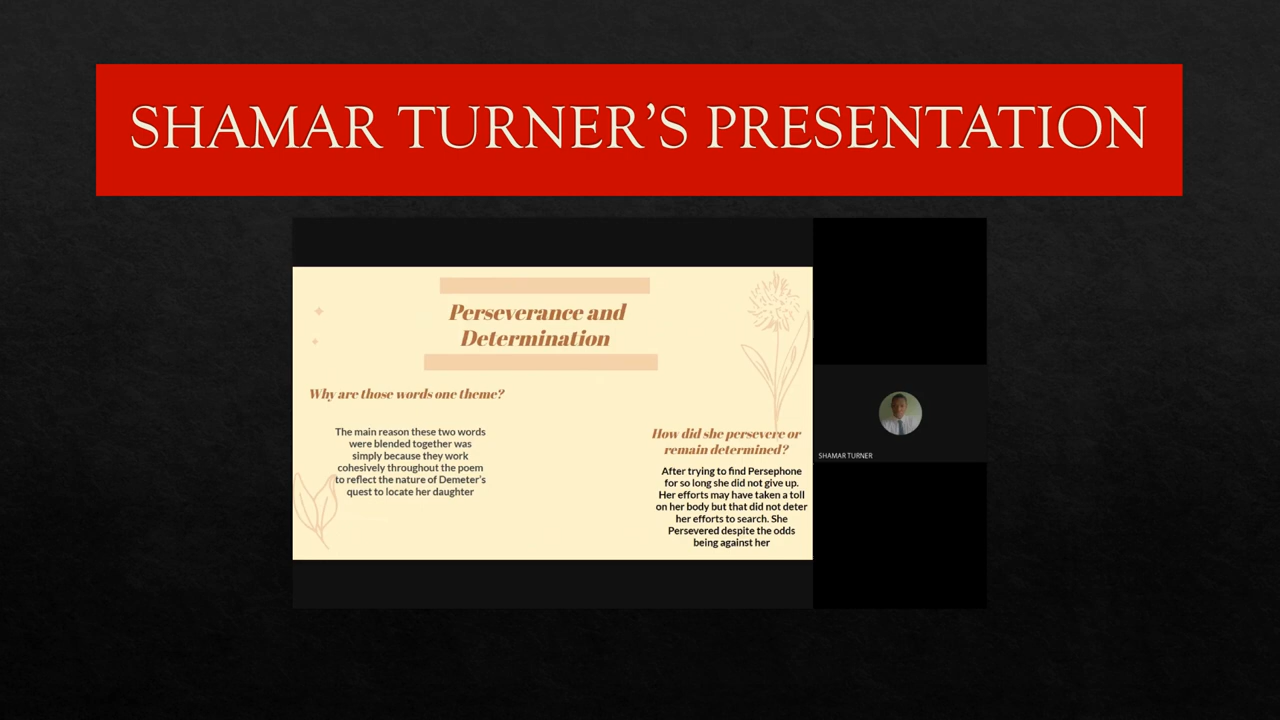 SHAMAR TURNER’S PRESENTATION
Perseverance and
Determination
Why are those words one theme?
The main reason these two words
were blended together was
simply because they work
cohesively throughout the poem
to reflect the nature of Demeter's
quest to locate her daughter
How did she persevere or
remain determined?
After trying to find Persephone
for so long she did not give up.
Her efforts may have taken a toll
on her body but that did not deter
her efforts to search. She
Persevered despite the odds
being against her
SHAMAR TURNER